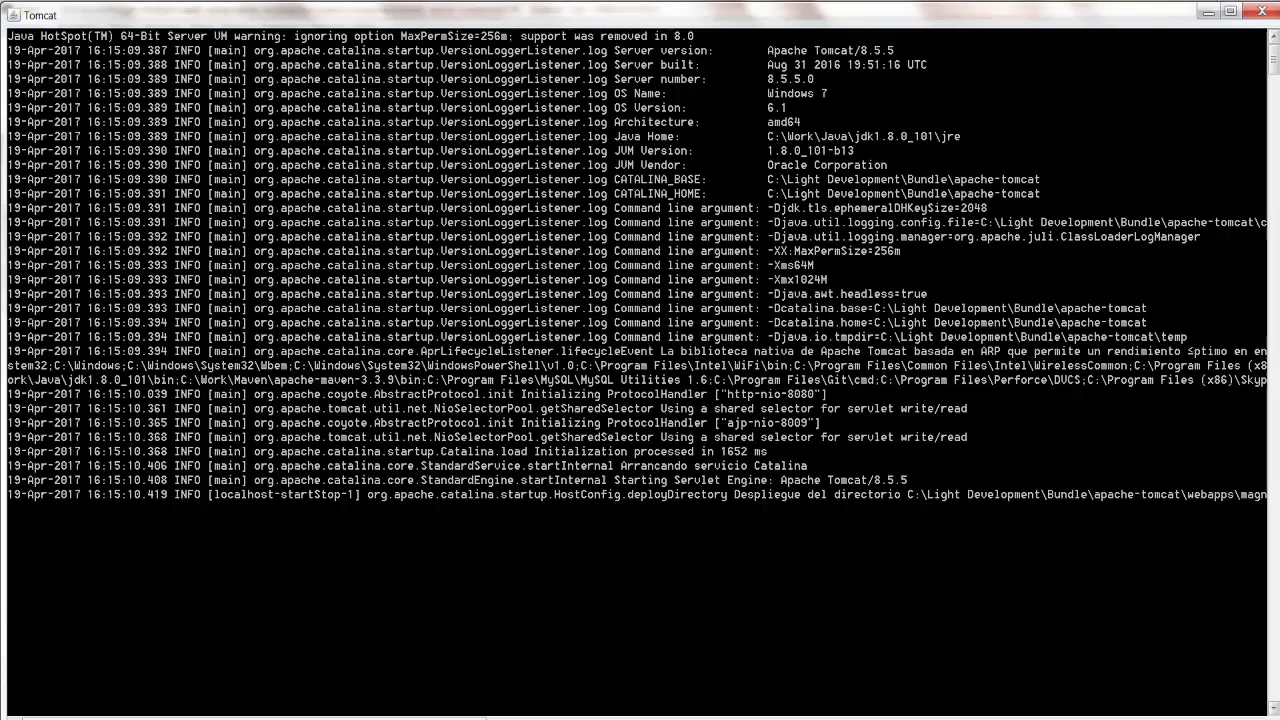 Tomcat
Java HotSpot(TM) 64-Bit Server VM warning: ignoring option MaxPermSize=256m; support was removed in 8.0
19-Apr-2017 16:15:09.387 INFO [main] org.apache.catalina.startup.VersionLoggerListener.log Server version:        Apache Tomcat/8.5.5
19-Apr-2017 16:15:09.388 INFO [main] org.apache.catalina.startup.VersionLoggerListener.log Server built:          Aug 31 2016 19:51:16 UTC
19-Apr-2017 16:15:09.389 INFO [main] org.apache.catalina.startup.VersionLoggerListener.log Server number:         8.5.5.0
19-Apr-2017 16:15:09.389 INFO [main] org.apache.catalina.startup.VersionLoggerListener.log OS Name:               Windows 7
19-Apr-2017 16:15:09.389 INFO [main] org.apache.catalina.startup.VersionLoggerListener.log OS Version:            6.1
19-Apr-2017 16:15:09.389 INFO [main] org.apache.catalina.startup.VersionLoggerListener.log Architecture:          amd64
19-Apr-2017 16:15:09.389 INFO [main] org.apache.catalina.startup.VersionLoggerListener.log Java Home:             C:\Work\Java\jdk1.8.0_101\jre
19-Apr-2017 16:15:09.390 INFO [main] org.apache.catalina.startup.VersionLoggerListener.log JVM Version:           1.8.0_101-b13
19-Apr-2017 16:15:09.390 INFO [main] org.apache.catalina.startup.VersionLoggerListener.log JVM Vendor:            Oracle Corporation
19-Apr-2017 16:15:09.390 INFO [main] org.apache.catalina.startup.VersionLoggerListener.log CATALINA_BASE:         C:\Light Development\Bundle\apache-tomcat
19-Apr-2017 16:15:09.391 INFO [main] org.apache.catalina.startup.VersionLoggerListener.log CATALINA_HOME:         C:\Light Development\Bundle\apache-tomcat
19-Apr-2017 16:15:09.391 INFO [main] org.apache.catalina.startup.VersionLoggerListener.log Command line argument: -Djdk.tls.ephemeralDHKeySize=2048
19-Apr-2017 16:15:09.391 INFO [main] org.apache.catalina.startup.VersionLoggerListener.log Command line argument: -Djava.util.logging.config.file=C:\Light Development\Bundle\apache-tomcat\c
19-Apr-2017 16:15:09.392 INFO [main] org.apache.catalina.startup.VersionLoggerListener.log Command line argument: -Djava.util.logging.manager=org.apache.juli.ClassLoaderLogManager
19-Apr-2017 16:15:09.392 INFO [main] org.apache.catalina.startup.VersionLoggerListener.log Command line argument: -XX:MaxPermSize=256m
19-Apr-2017 16:15:09.393 INFO [main] org.apache.catalina.startup.VersionLoggerListener.log Command line argument: -Xms64M
19-Apr-2017 16:15:09.393 INFO [main] org.apache.catalina.startup.VersionLoggerListener.log Command line argument: -Xmx1024M
19-Apr-2017 16:15:09.393 INFO [main] org.apache.catalina.startup.VersionLoggerListener.log Command line argument: -Djava.awt.headless=true
19-Apr-2017 16:15:09.393 INFO [main] org.apache.catalina.startup.VersionLoggerListener.log Command line argument: -Dcatalina.base=C:\Light Development\Bundle\apache-tomcat
19-Apr-2017 16:15:09.394 INFO [main] org.apache.catalina.startup.VersionLoggerListener.log Command line argument: -Dcatalina.home=C:\Light Development\Bundle\apache-tomcat
19-Apr-2017 16:15:09.394 INFO [main] org.apache.catalina.startup.VersionLoggerListener.log Command line argument: -Djava.io.tmpdir=C:\Light Development\Bundle\apache-tomcat\temp
19-Apr-2017 16:15:09.394 INFO [main] org.apache.catalina.core.AprLifecycleListener.lifecycleEvent La biblioteca nativa de Apache Tomcat basada en ARP que permite un rendimiento ≤ptimo en en
stem32;C:\Windows;C:\Windows\System32\Wbem;C:\Windows\System32\WindowsPowerShell\v1.0;C:\Program Files\Intel\WiFi\bin;C:\Program Files\Common Files\Intel\WirelessCommon;C:\Program Files (x8
ork\Java\jdk1.8.0_101\bin;C:\Work\Maven\apache-maven-3.3.9\bin;C:\Program Files\MySQL\MySQL Utilities 1.6;C:\Program Files\Git\cmd;C:\Program Files\Perforce\DVCS;C:\Program Files (x86)\Skyp
19-Apr-2017 16:15:10.039 INFO [main] org.apache.coyote.AbstractProtocol.init Initializing ProtocolHandler ["http-nio-8080"]
19-Apr-2017 16:15:10.361 INFO [main] org.apache.tomcat.util.net.NioSelectorPool.getSharedSelector Using a shared selector for servlet write/read
19-Apr-2017 16:15:10.365 INFO [main] org.apache.coyote.AbstractProtocol.init Initializing ProtocolHandler ["ajp-nio-8009"]
19-Apr-2017 16:15:10.368 INFO [main] org.apache.tomcat.util.net.NioSelectorPool.getSharedSelector Using a shared selector for servlet write/read
19-Apr-2017 16:15:10.368 INFO [main] org.apache.catalina.startup.Catalina.load Initialization processed in 1652 ms
19-Apr-2017 16:15:10.406 INFO [main] org.apache.catalina.core.StandardService.startInternal Arrancando servicio Catalina
19-Apr-2017 16:15:10.408 INFO [main] org.apache.catalina.core.StandardEngine.startInternal Starting Servlet Engine: Apache Tomcat/8.5.5
19-Apr-2017 16:15:10.419 INFO [localhost-startStop-1] org.apache.catalina.startup.HostConfig.deployDirectory Despliegue del directorio C:\Light Development\Bundle\apache-tomcat\webapps\magn